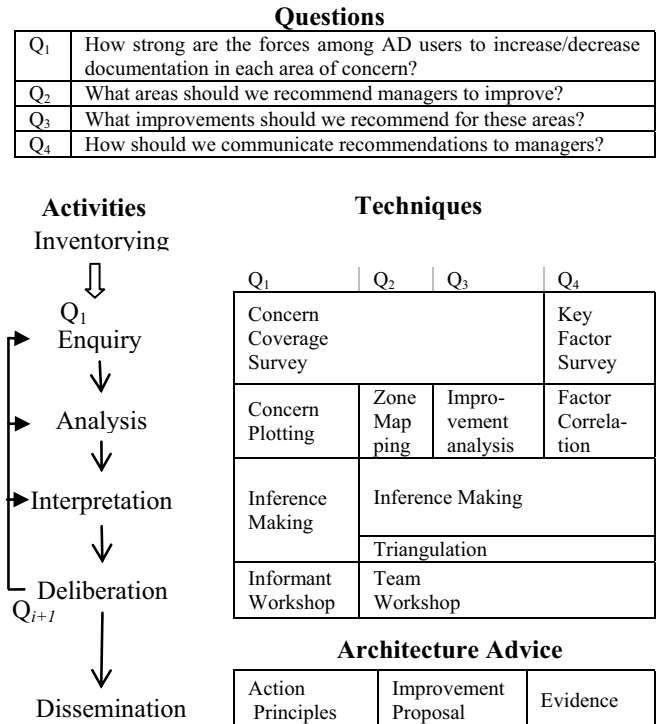 Questions
Q1 How strong are the forces among AD users to increase/decrease
documentation in each area of concern?
Q2 What areas should we recommend managers to improve?
Q3 What improvements should we recommend for these areas?
Q4 How should we communicate recommendations to managers?
Activities
Inventorying
Q1
Enquiry
Analysis
Interpretation
Deliberation
Qi+1
Dissemination
Techniques
Q1 Q2 Q3 Q4
Concern
Coverage
Survey
Key
Factor
Survey
Concern
Plotting
Zone
Map
ping
Impro-
vement
analysis
Factor
Correla-
tion
Inference
Making
Inference Making
Triangulation
Informant
Workshop
Team
Workshop
Architecture Advice
Action
Principles
Improvement
Proposal
Evidence